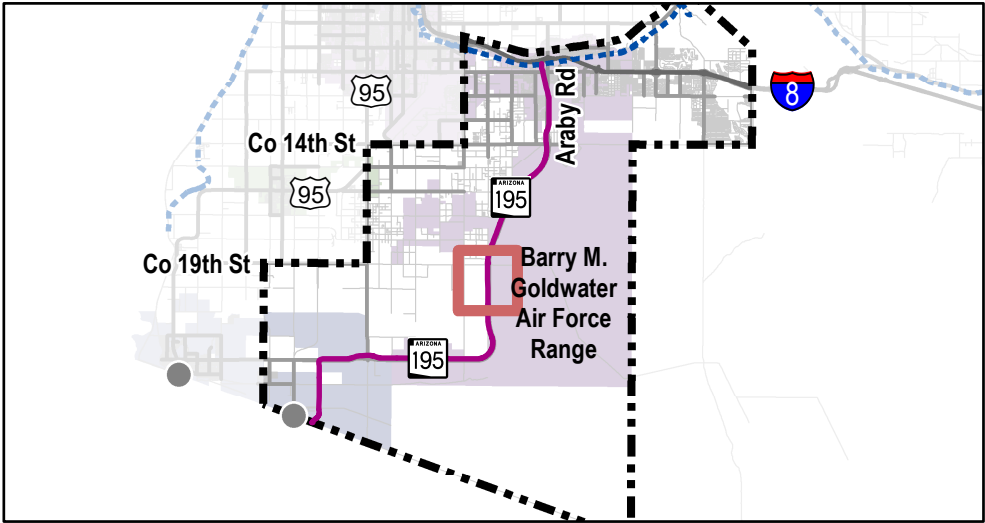 95
Co 14th St
95
Co 19th St
Araby Rd
8
ARIZONA
195
Barry M.
Goldwater
Air Force
Range
ARIZONA
195